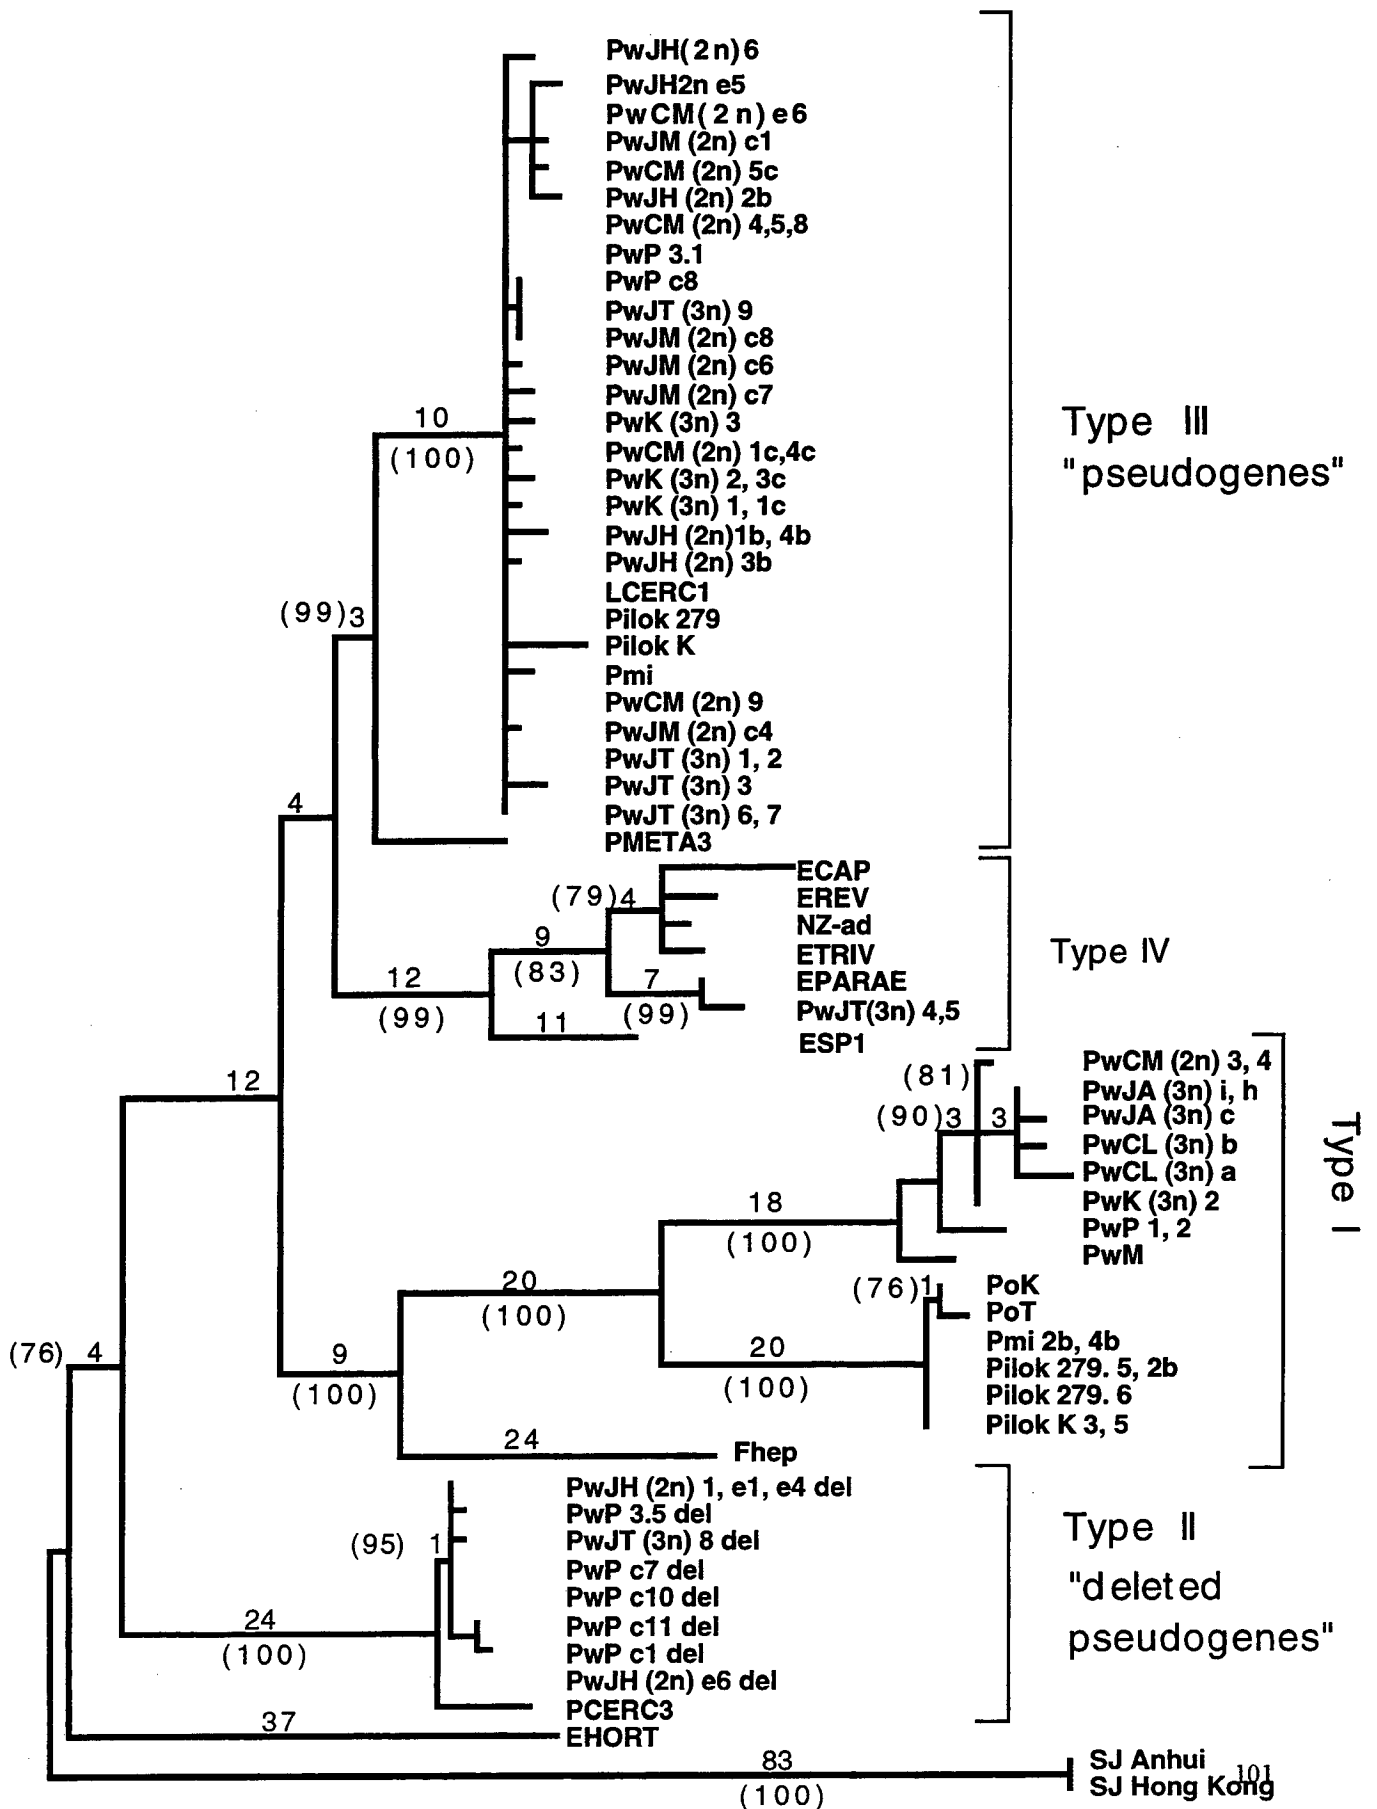 PwJH( 2 n) 6
PwJH2n e5
PwCM( 2 n) e6
PwJM (2n) c1
PwCM (2n) 5c
PwJH (2n) 2b
PwCM (2n) 4,5,8
PwP 3.1
PwP c8
PwJT (3n) 9
PwJM (2n) c8
PwJM (2n) c6
PwJM (2n) c7
PwK (3n) 3
PwCM (2n) 1c,4c
PwK (3n) 2, 3c
PwK (3n) 1, 1c
PwJH (2n)1b, 4b
PwJH (2n) 3b
LCERC1
Pilok 279
Pilok K
Pmi
PwCM (2n) 9
PwJM (2n) c4
PwJT (3n) 1, 2
PwJT (3n) 3
PwJT (3n) 6, 7
PMETA3
10
(100)
(99)3
4
Type III
"pseudogenes"
ECAP
EREV
NZ-ad
ETRIV
EPARAE
PwJT(3n) 4,5
ESP1
(79)4
9
(83)
7
(99)
12
(99)
11
Type IV
12
PwCM (2n) 3, 4
PwJA (3n) i, h
PwJA (3n) c
PwCL (3n) b
PwCL (3n) a
PwK (3n) 2
PwP 1, 2
PwM
(81)
(90)3
3
18
(100)
20
(100)
(76)1
PoK
PoT
Pmi 2b, 4b
Pilok 279. 5, 2b
Pilok 279. 6
Pilok K 3, 5
20
(100)
9
(100)
24
Fhep
Type I
(76) 4
PwJH (2n) 1, e1, e4 del
PwP 3.5 del
PwJT (3n) 8 del
PwP c7 del
PwP c10 del
PwP c11 del
PwP c1 del
PwJH (2n) e6 del
PCERC3
(95) 1
24
(100)
Type II
"deleted
pseudogenes"
37
EHORT
83
(100)
SJ Anhui
SJ Hong Kong
101